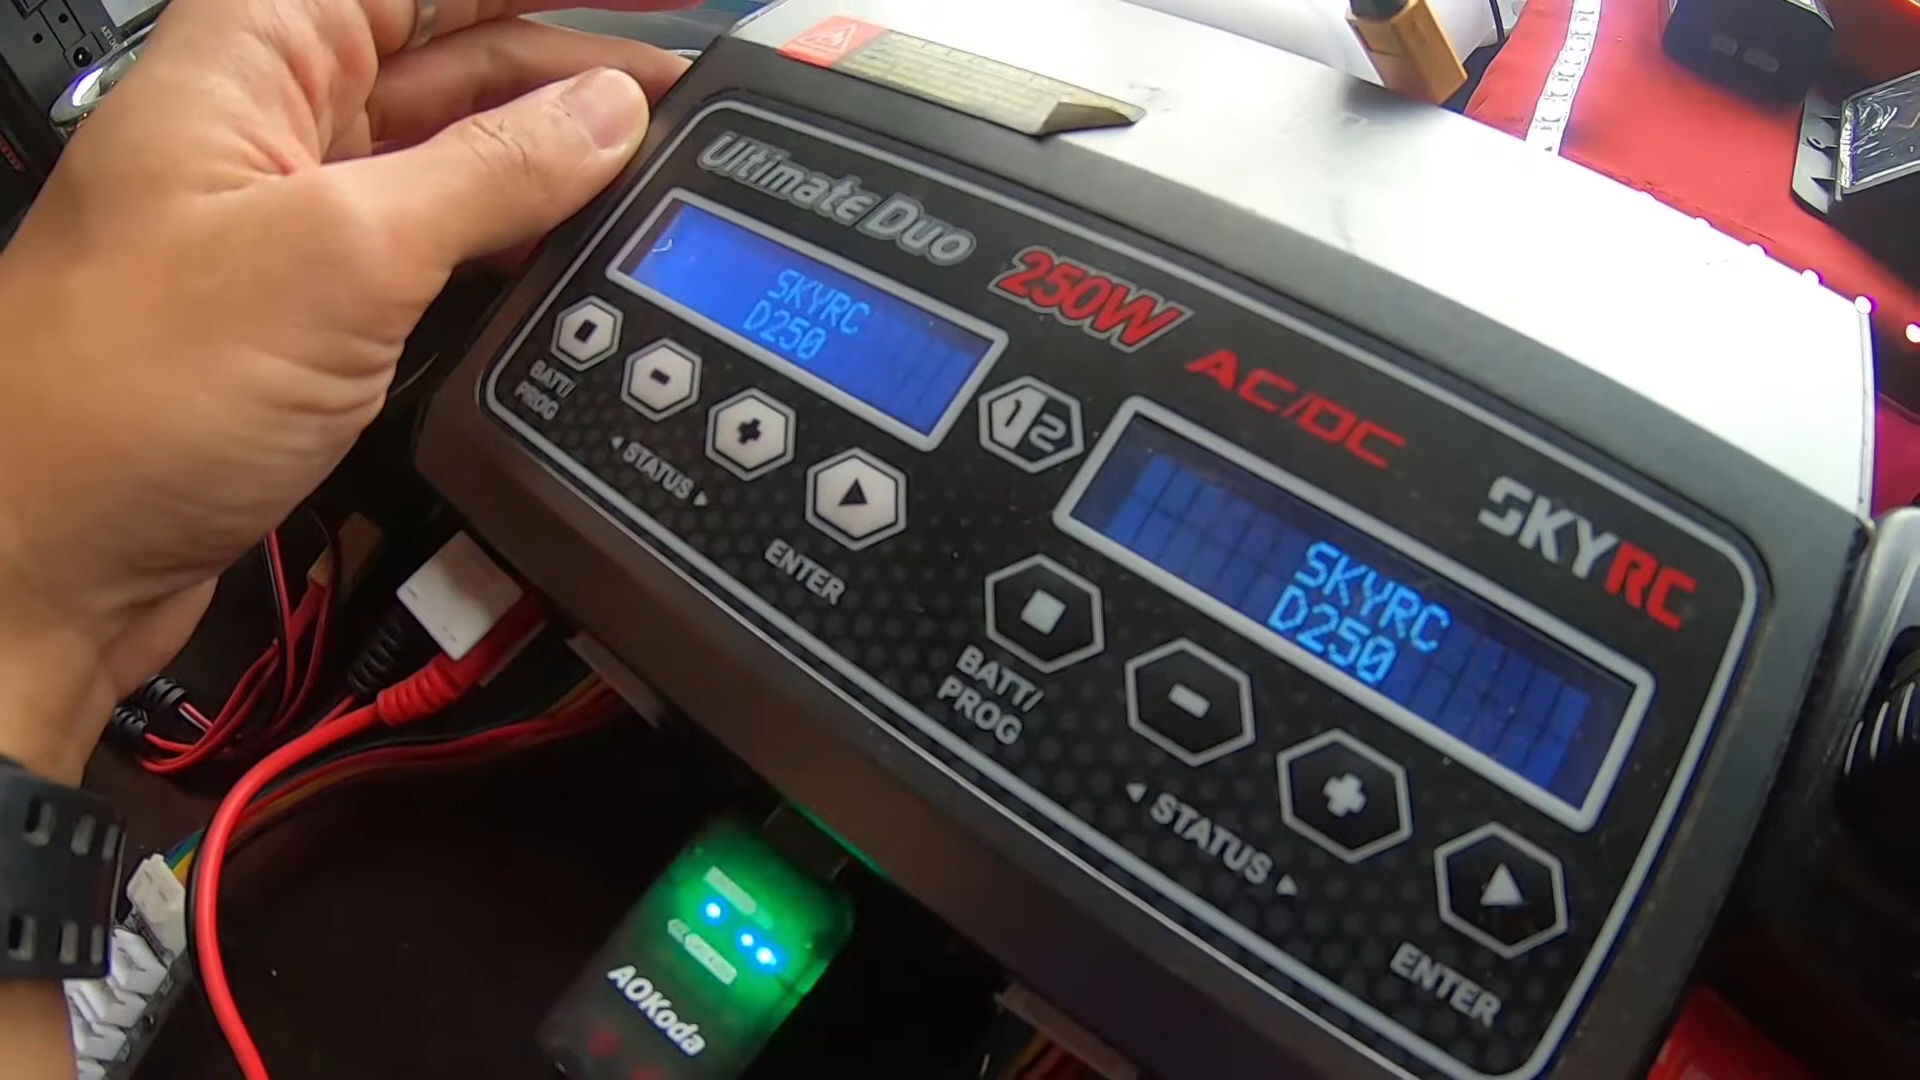 Ultimate Duo
250W
AC/DC
SKYRC
SKYRC
D250
BATT/
PROG
STATUS
ENTER
1 2
SKYRC
D250
BATT/
PROG
STATUS
ENTER
AOKoda